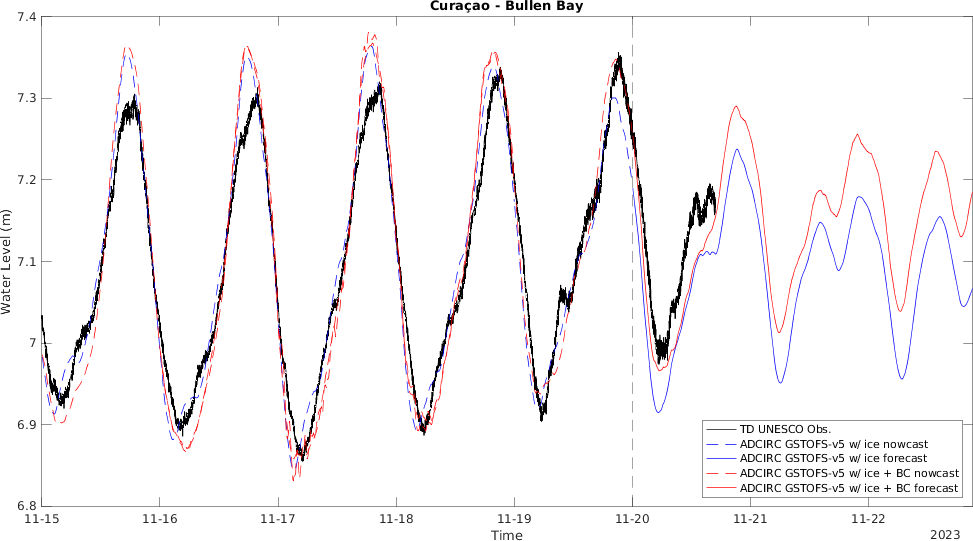 Curaçao - Bullen Bay
7.4
7.3
7.2
7.1
7
6.9
6.8
Water Level (m)
11-15
11-16
11-17
11-18
11-19
11-20
11-21
11-22
Time
2023
TD UNESCO Obs.
ADCIRC GSTOFS-v5 w/ ice nowcast
ADCIRC GSTOFS-v5 w/ ice forecast
ADCIRC GSTOFS-v5 w/ ice + BC nowcast
ADCIRC GSTOFS-v5 w/ ice + BC forecast